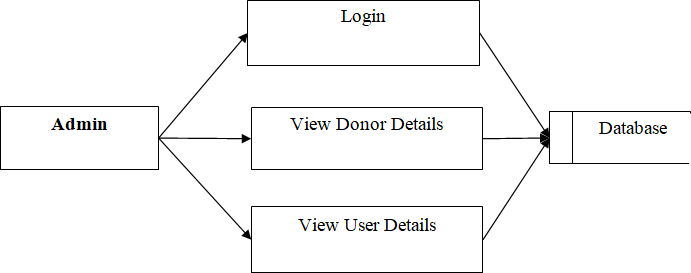 Login
Admin
View Donor Details
Database
View User Details